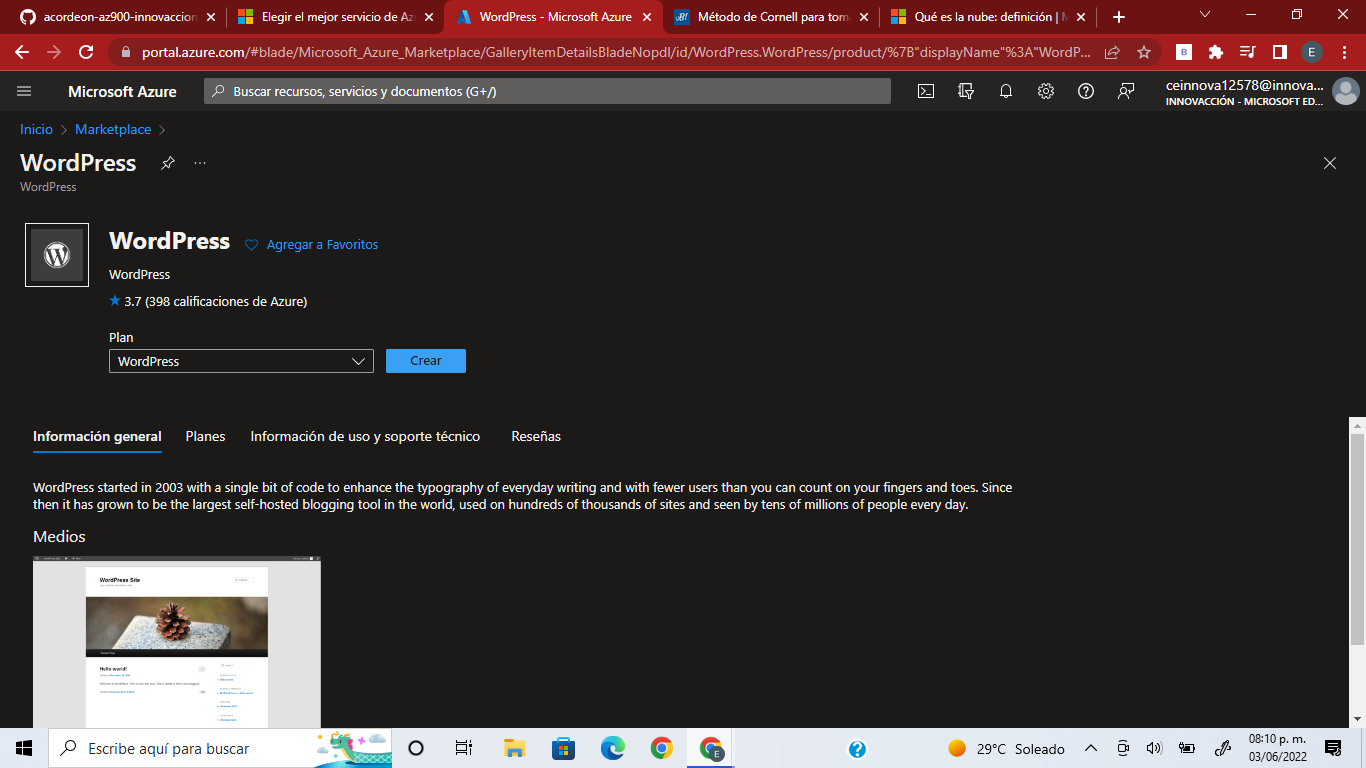 acordeon-az900-innovaccion
Elegir el mejor servicio de Az
WordPress - Microsoft Azure
Método de Cornell para tom
Qué es la nube: definición | M
portal.azure.com/#blade/Microsoft_Azure_Marketplace/GalleryItemDetailsBladeNopdl/id/WordPress.WordPress/product/%7B"displayName"%3A"WordP...
B
E
Microsoft Azure
Buscar recursos, servicios y documentos (G+/)
ceinnova12578@innova...
INNOVACCIÓN - MICROSOFT ED...
Inicio
Marketplace
WordPress
WordPress
WordPress
Agregar a Favoritos
WordPress
3.7 (398 calificaciones de Azure)
Plan
WordPress
Crear
Información general
Planes
Información de uso y soporte técnico
Reseñas
WordPress started in 2003 with a single bit of code to enhance the typography of everyday writing and with fewer users than you can count on your fingers and toes. Since
then it has grown to be the largest self-hosted blogging tool in the world, used on hundreds of thousands of sites and seen by tens of millions of people every day.
Medios
WordPress Site
Hello world!
Escribe aquí para buscar
E
29°C Soleado
08:10 p. m.
03/06/2022